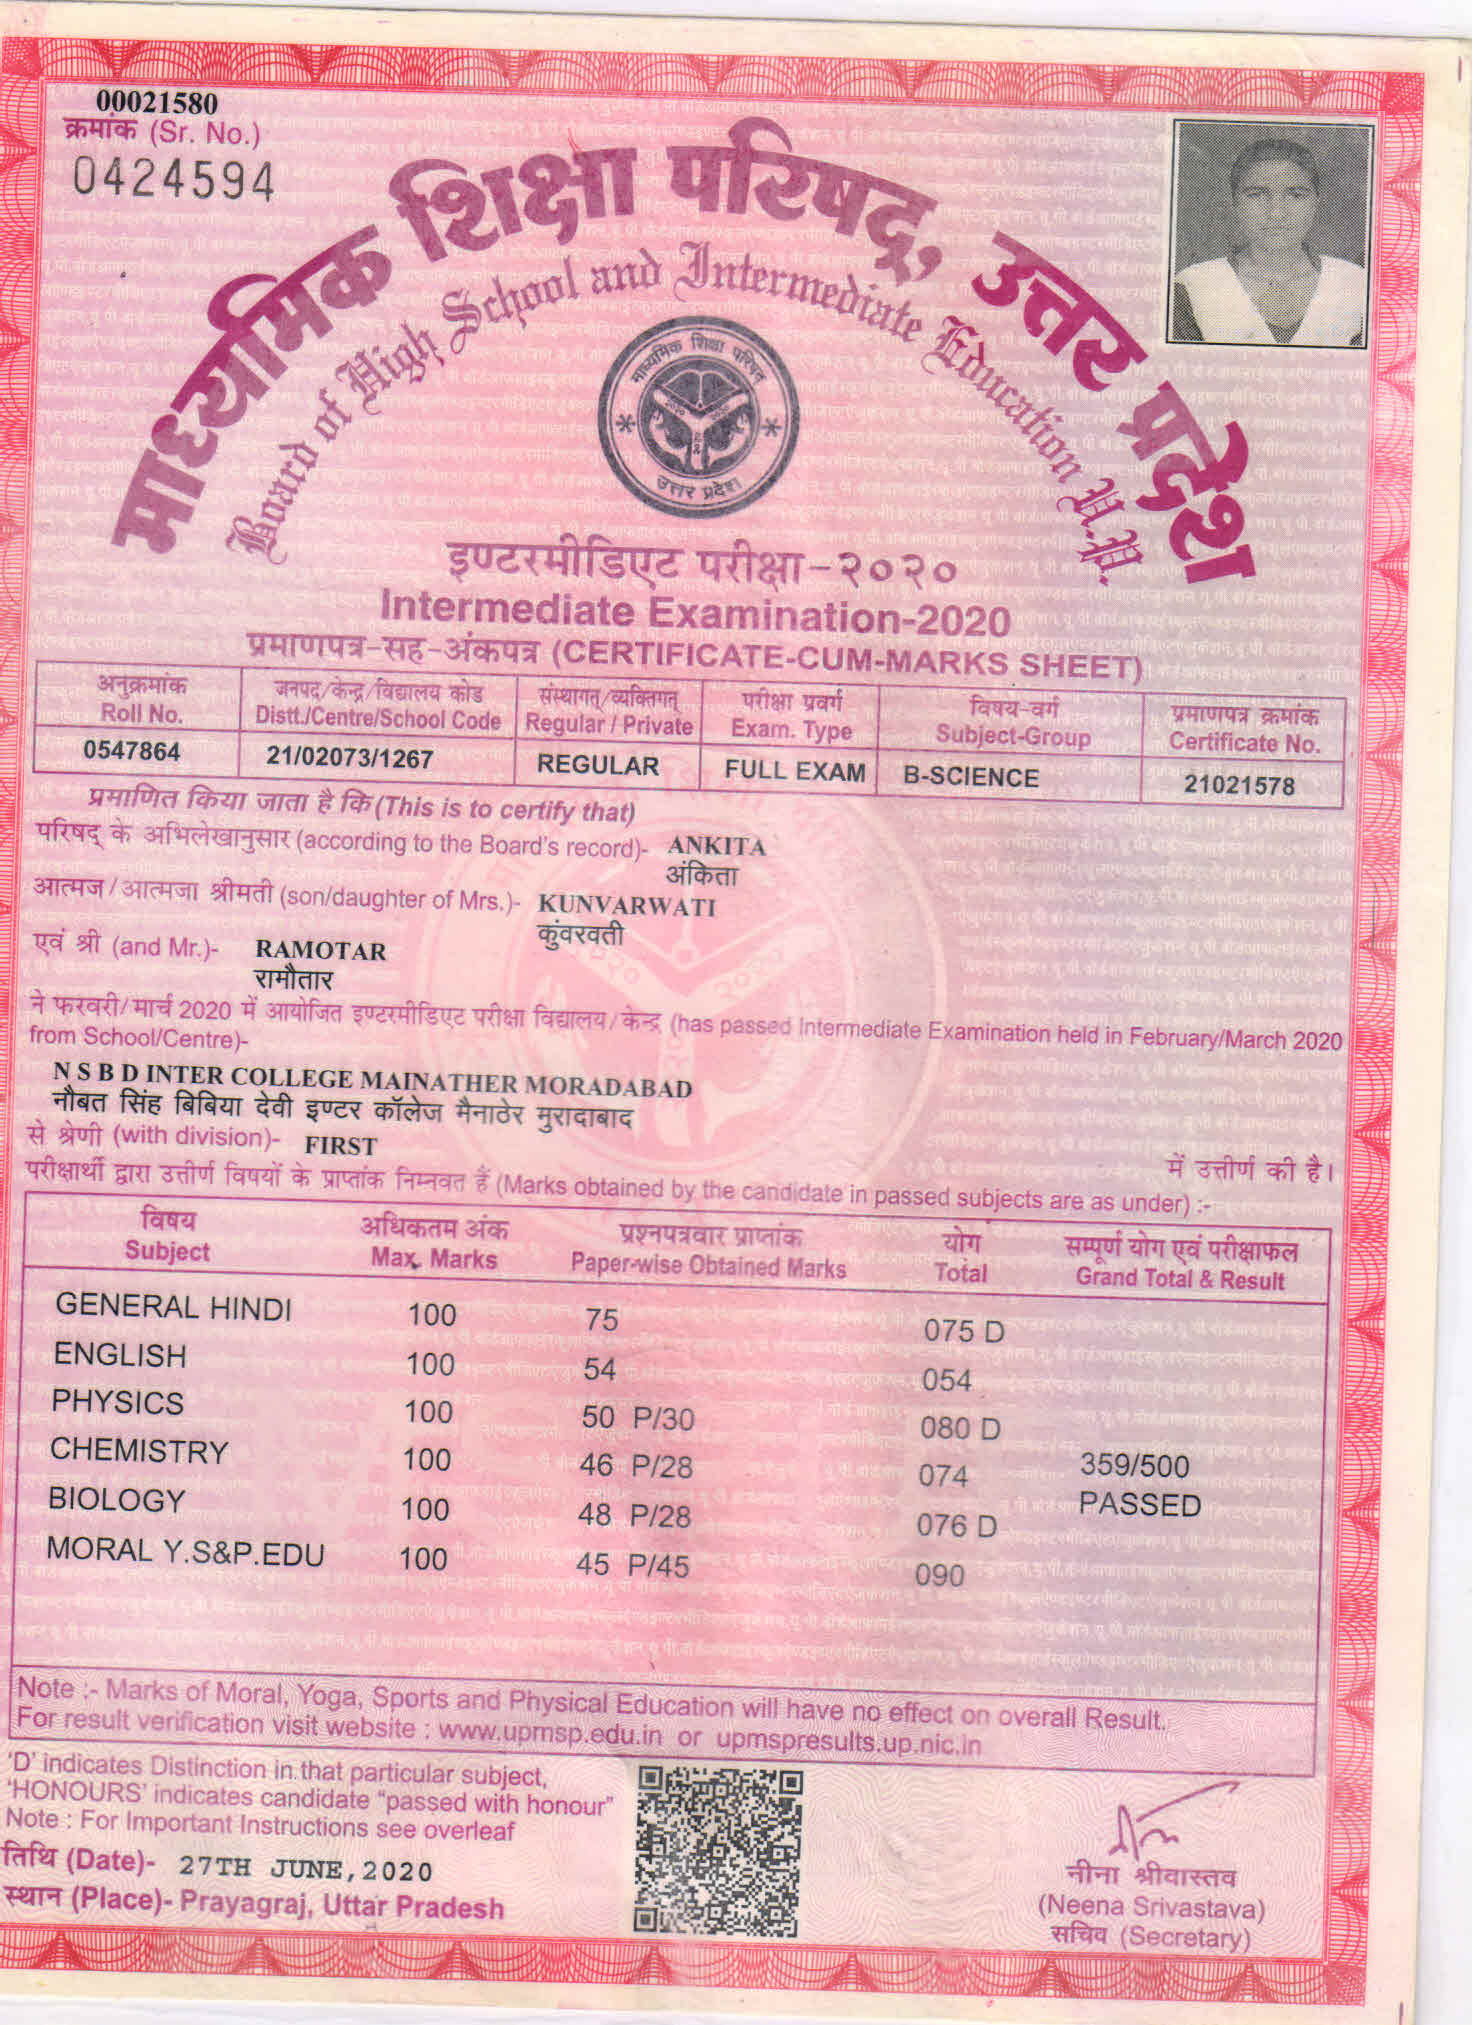 00021580
क्रमांक (Sr. No.)
0424594
माध्यमिक शिक्षा परिषद्, उत्तर प्रदेश
Board of High School and Intermediate Education U.P.
माध्यमिक शिक्षा परिषद्
उत्तर प्रदेश
इण्टरमीडिएट परीक्षा-२०२०
Intermediate Examination-2020
प्रमाणपत्र-सह-अंकपत्र (CERTIFICATE-CUM-MARKS SHEET)
अनुक्रमांक जनपद/केन्द्र/विद्यालय कोड संस्थागत्/व्यक्तिगत् परीक्षा प्रवर्ग विषय-वर्ग प्रमाणपत्र क्रमांक
Roll No. Distt./Centre/School Code Regular / Private Exam. Type Subject-Group Certificate No.
0547864 21/02073/1267 REGULAR FULL EXAM B-SCIENCE 21021578
प्रमाणित किया जाता है कि (This is to certify that)
परिषद् के अभिलेखानुसार (according to the Board's record)- ANKITA
अंकिता
आत्मज/आत्मजा श्रीमती (son/daughter of Mrs.)- KUNVARWATI
कुंवरवती
एवं श्री (and Mr.)- RAMOTAR
रामौतार
ने फरवरी/मार्च 2020 में आयोजित इण्टरमीडिएट परीक्षा विद्यालय/केन्द्र (has passed Intermediate Examination held in February/March 2020
from School/Centre)-
N S B D INTER COLLEGE MAINATHER MORADABAD
नौबत सिंह बिबिया देवी इण्टर कॉलेज मैनाठेर मुरादाबाद
से श्रेणी (with division)- FIRST में उत्तीर्ण की है।
परीक्षार्थी द्वारा उत्तीर्ण विषयों के प्राप्तांक निम्नवत हैं (Marks obtained by the candidate in passed subjects are as under) :-
विषय अधिकतम अंक प्रश्नपत्रवार प्राप्तांक योग सम्पूर्ण योग एवं परीक्षाफल
Subject Max. Marks Paper-wise Obtained Marks Total Grand Total & Result
GENERAL HINDI 100 75 075 D
ENGLISH 100 54 054
PHYSICS 100 50 P/30 080 D
CHEMISTRY 100 46 P/28 074 359/500
BIOLOGY 100 48 P/28 076 D PASSED
MORAL Y.S&P.EDU 100 45 P/45 090
Note :- Marks of Moral, Yoga, Sports and Physical Education will have no effect on overall Result.
For result verification visit website : www.upmsp.edu.in or upmspresults.up.nic.in
'D' indicates Distinction in that particular subject,
'HONOURS' indicates candidate "passed with honour"
Note : For Important Instructions see overleaf
तिथि (Date)- 27TH JUNE,2020
स्थान (Place)- Prayagraj, Uttar Pradesh
नीना श्रीवास्तव
(Neena Srivastava)
सचिव (Secretary)